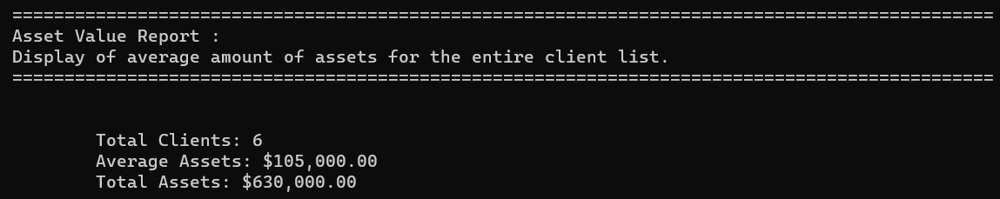 ==============================================================================================
Asset Value Report :
Display of average amount of assets for the entire client list.
==============================================================================================
Total Clients: 6
Average Assets: $105,000.00
Total Assets: $630,000.00